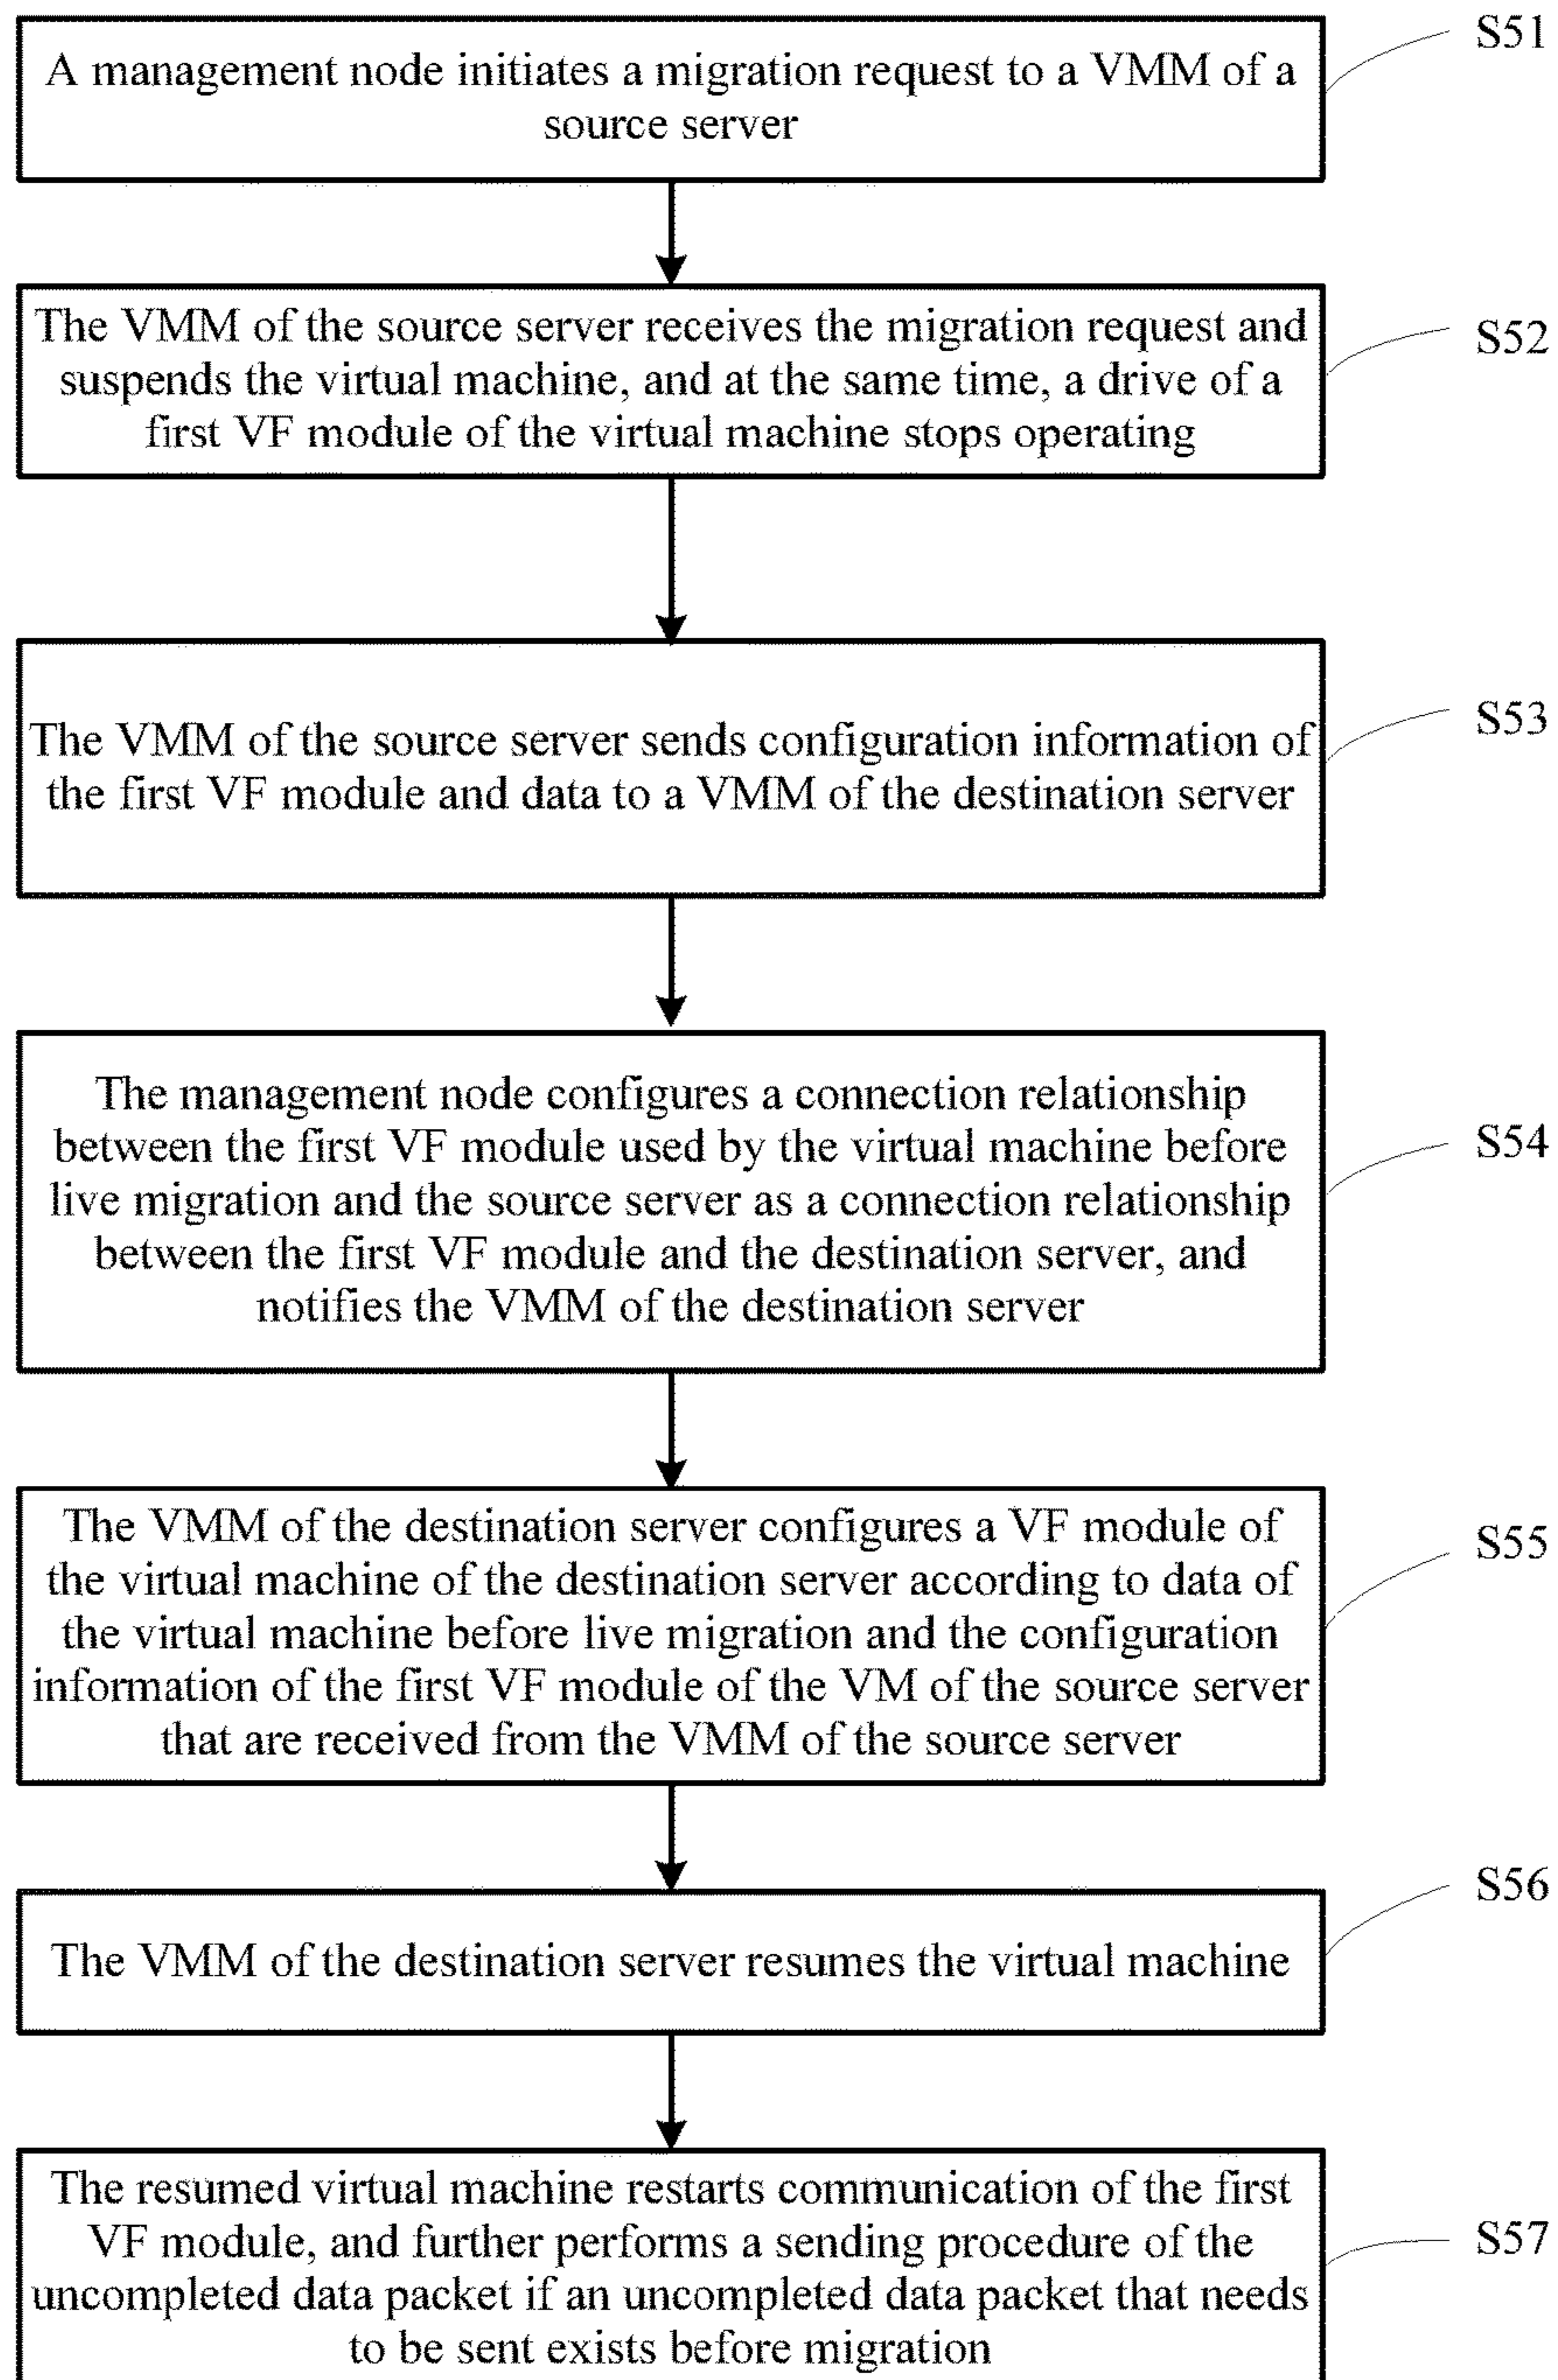 A management node initiates a migration request to a VMM of a
source server
S51
The VMM of the source server receives the migration request and
suspends the virtual machine, and at the same time, a drive of a
first VF module of the virtual machine stops operating
S52
The VMM of the source server sends configuration information of
the first VF module and data to a VMM of the destination server
S53
The management node configures a connection relationship
between the first VF module used by the virtual machine before
live migration and the source server as a connection relationship
between the first VF module and the destination server, and
notifies the VMM of the destination server
S54
The VMM of the destination server configures a VF module of
the virtual machine of the destination server according to data of
the virtual machine before live migration and the configuration
information of the first VF module of the VM of the source server
that are received from the VMM of the source server
S55
The VMM of the destination server resumes the virtual machine
S56
The resumed virtual machine restarts communication of the first
VF module, and further performs a sending procedure of the
uncompleted data packet if an uncompleted data packet that needs
to be sent exists before migration
S57